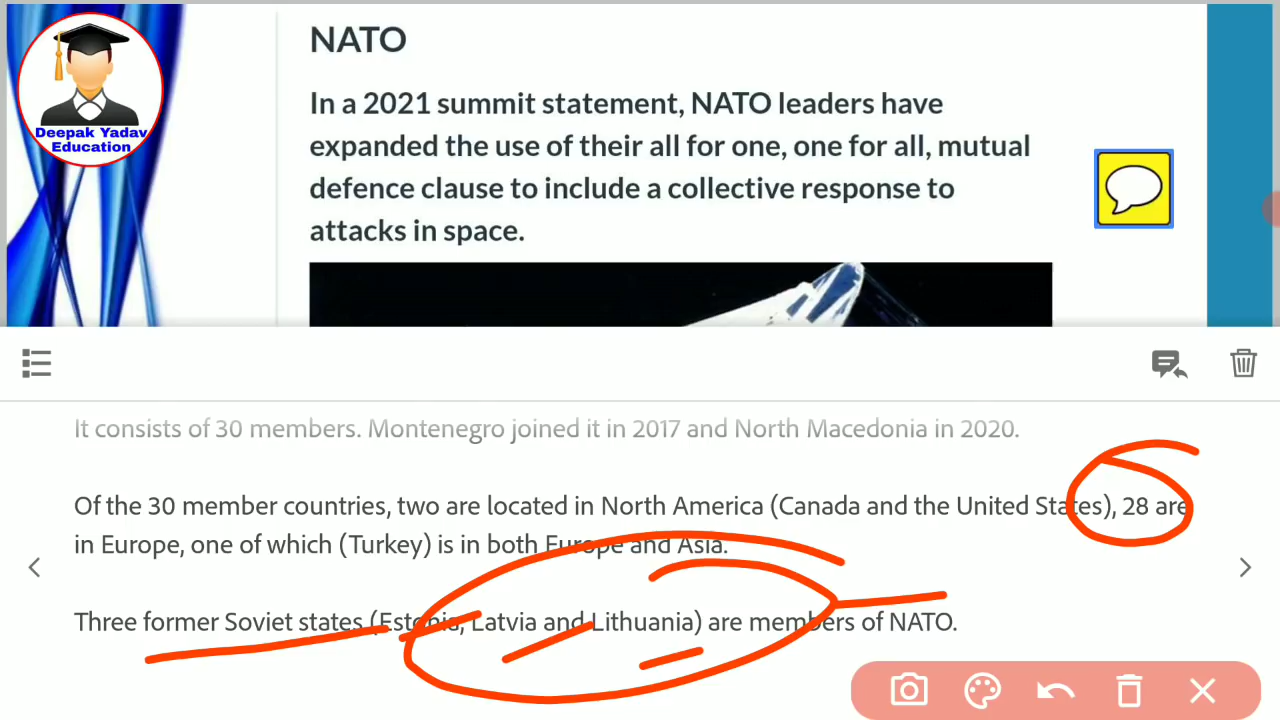 Deepak Yadav
Education
NATO
In a 2021 summit statement, NATO leaders have
expanded the use of their all for one, one for all, mutual
defence clause to include a collective response to
attacks in space.
It consists of 30 members. Montenegro joined it in 2017 and North Macedonia in 2020.
Of the 30 member countries, two are located in North America (Canada and the United States), 28 are
in Europe, one of which (Turkey) is in both Europe and Asia.
Three former Soviet states (Estonia, Latvia and Lithuania) are members of NATO.